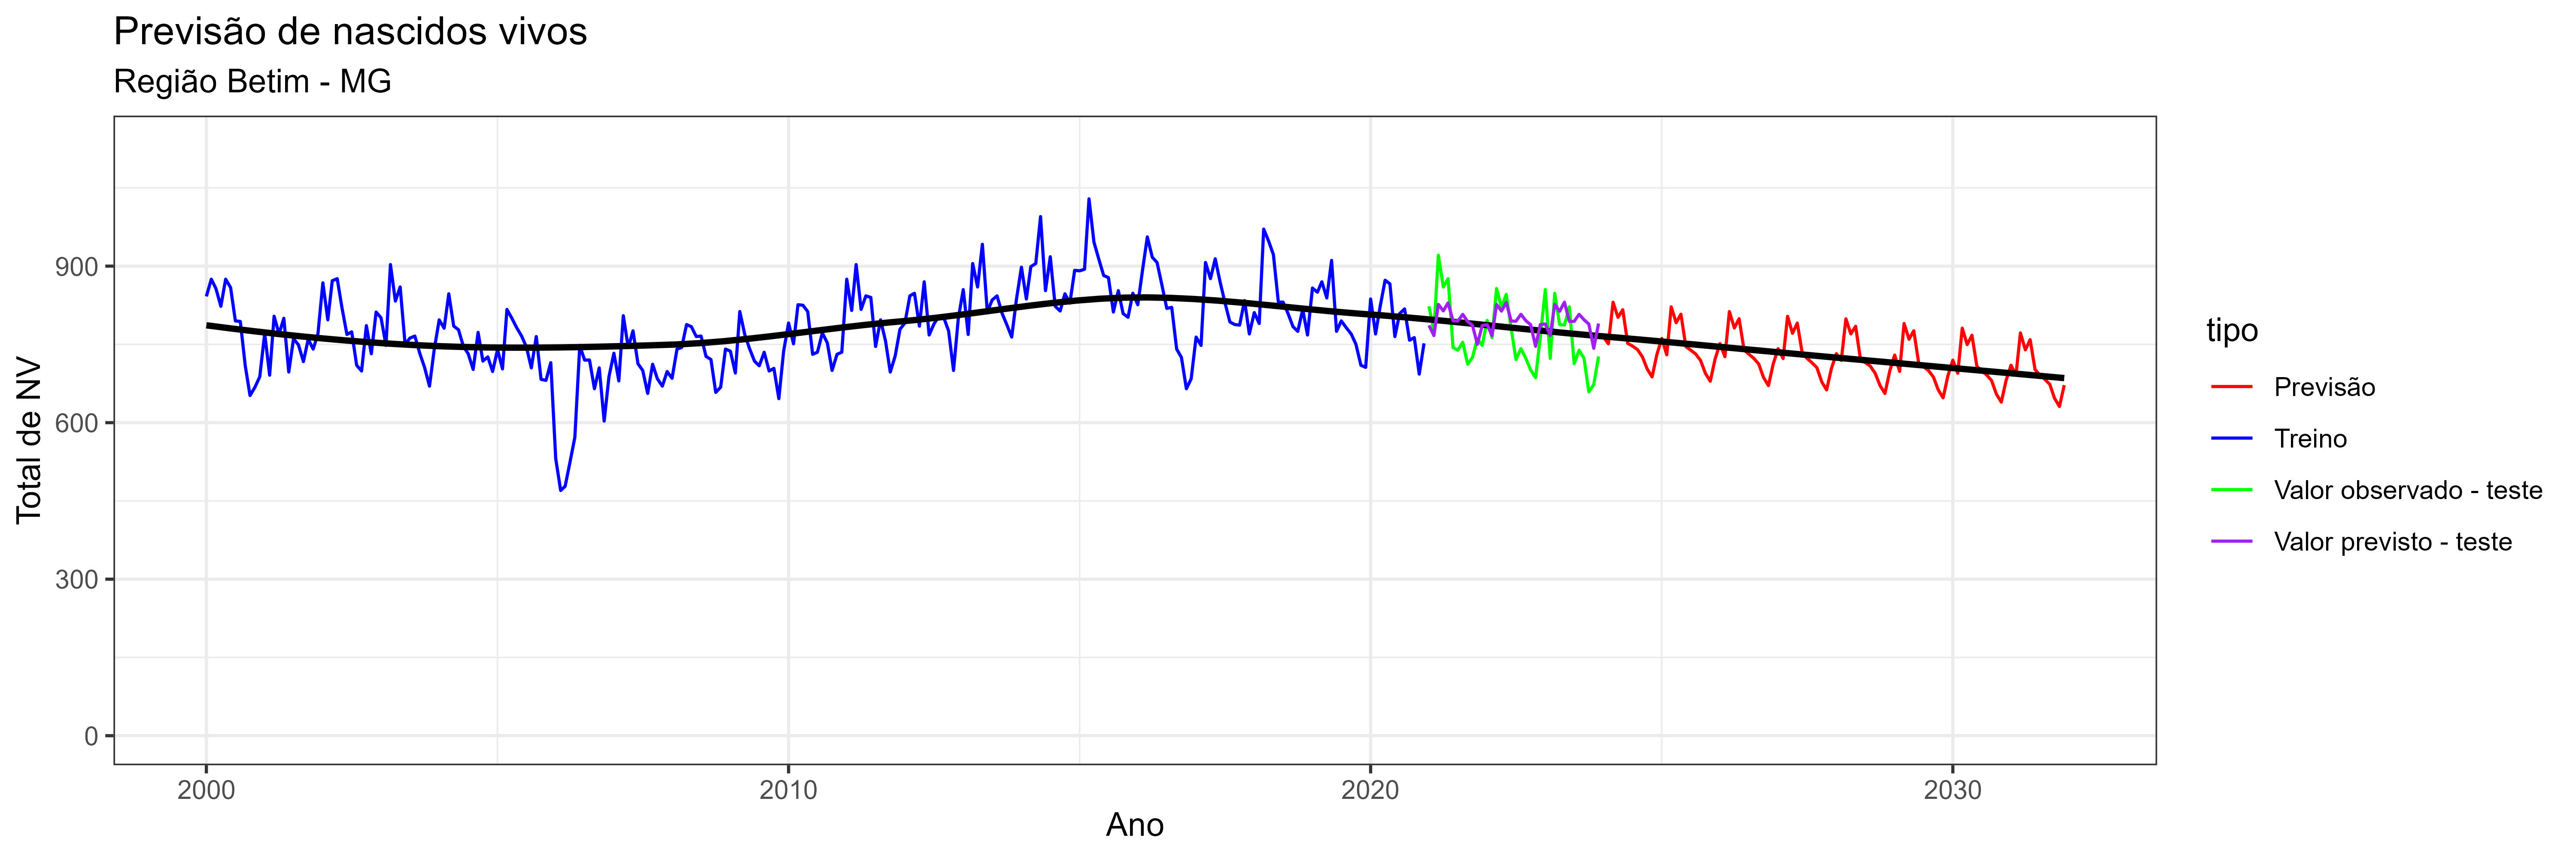 Previsão de nascidos vivos
Região Betim - MG
Total de NV
900
600
300
0
2000
2010
2020
2030
Ano
tipo
Previsão
Treino
Valor observado - teste
Valor previsto - teste